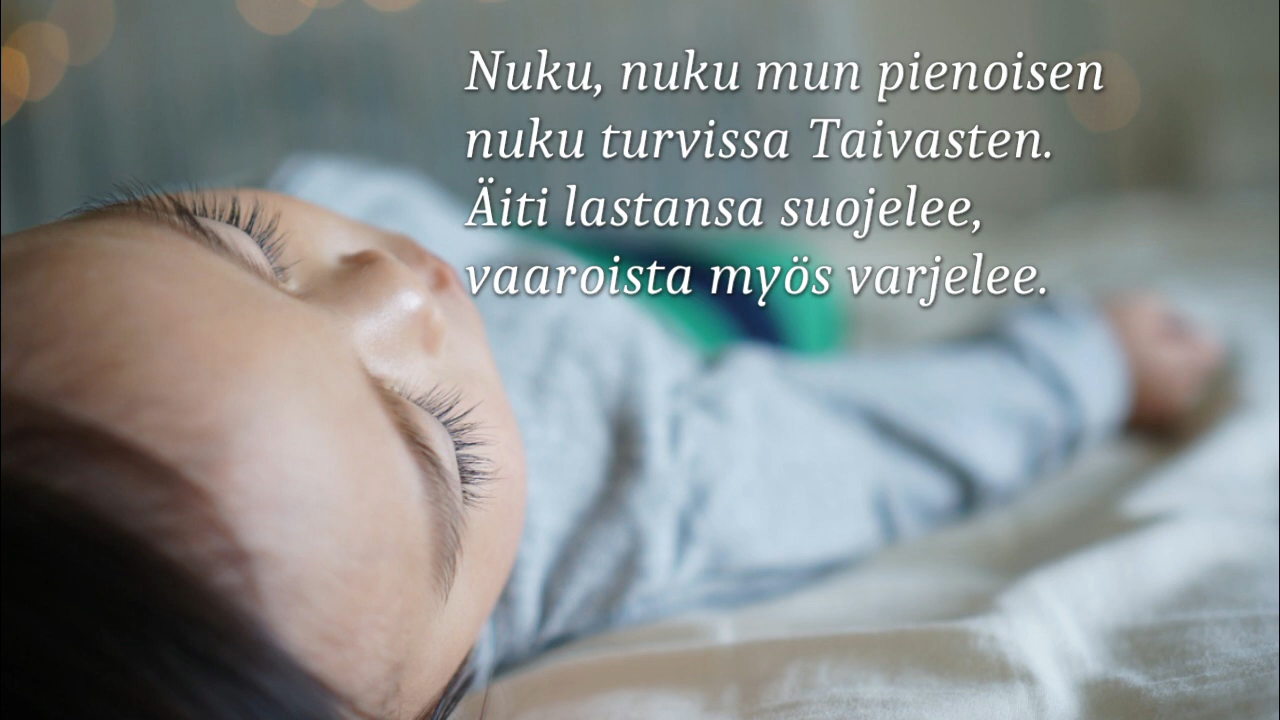 Nuku, nuku mun pienoisen
nuku turvissa Taivasten.
Äiti lastansa suojelee,
vaaroista myös varjelee.